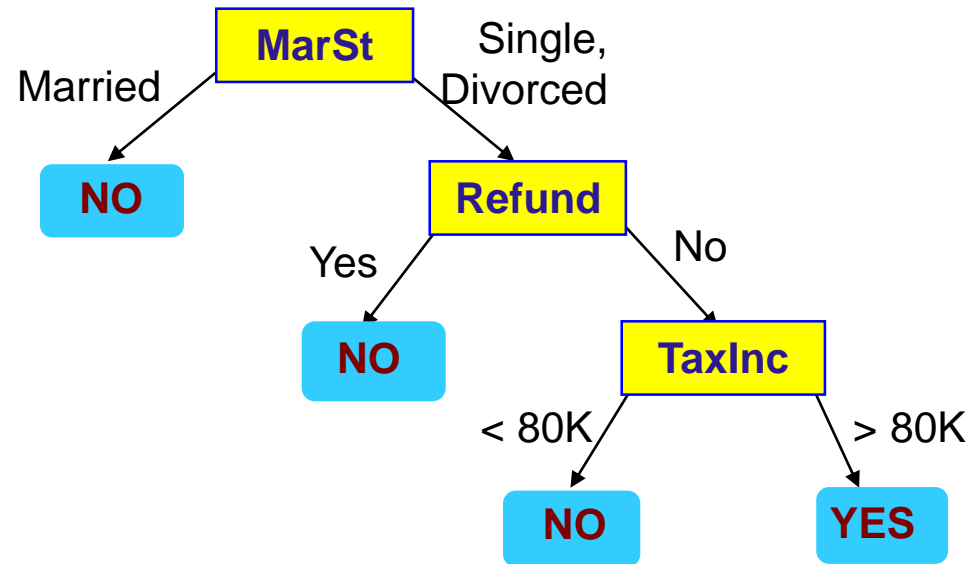 MarSt
Single,
Divorced
Married
NO
Refund
Yes
No
NO
TaxInc
< 80K
> 80K
NO
YES